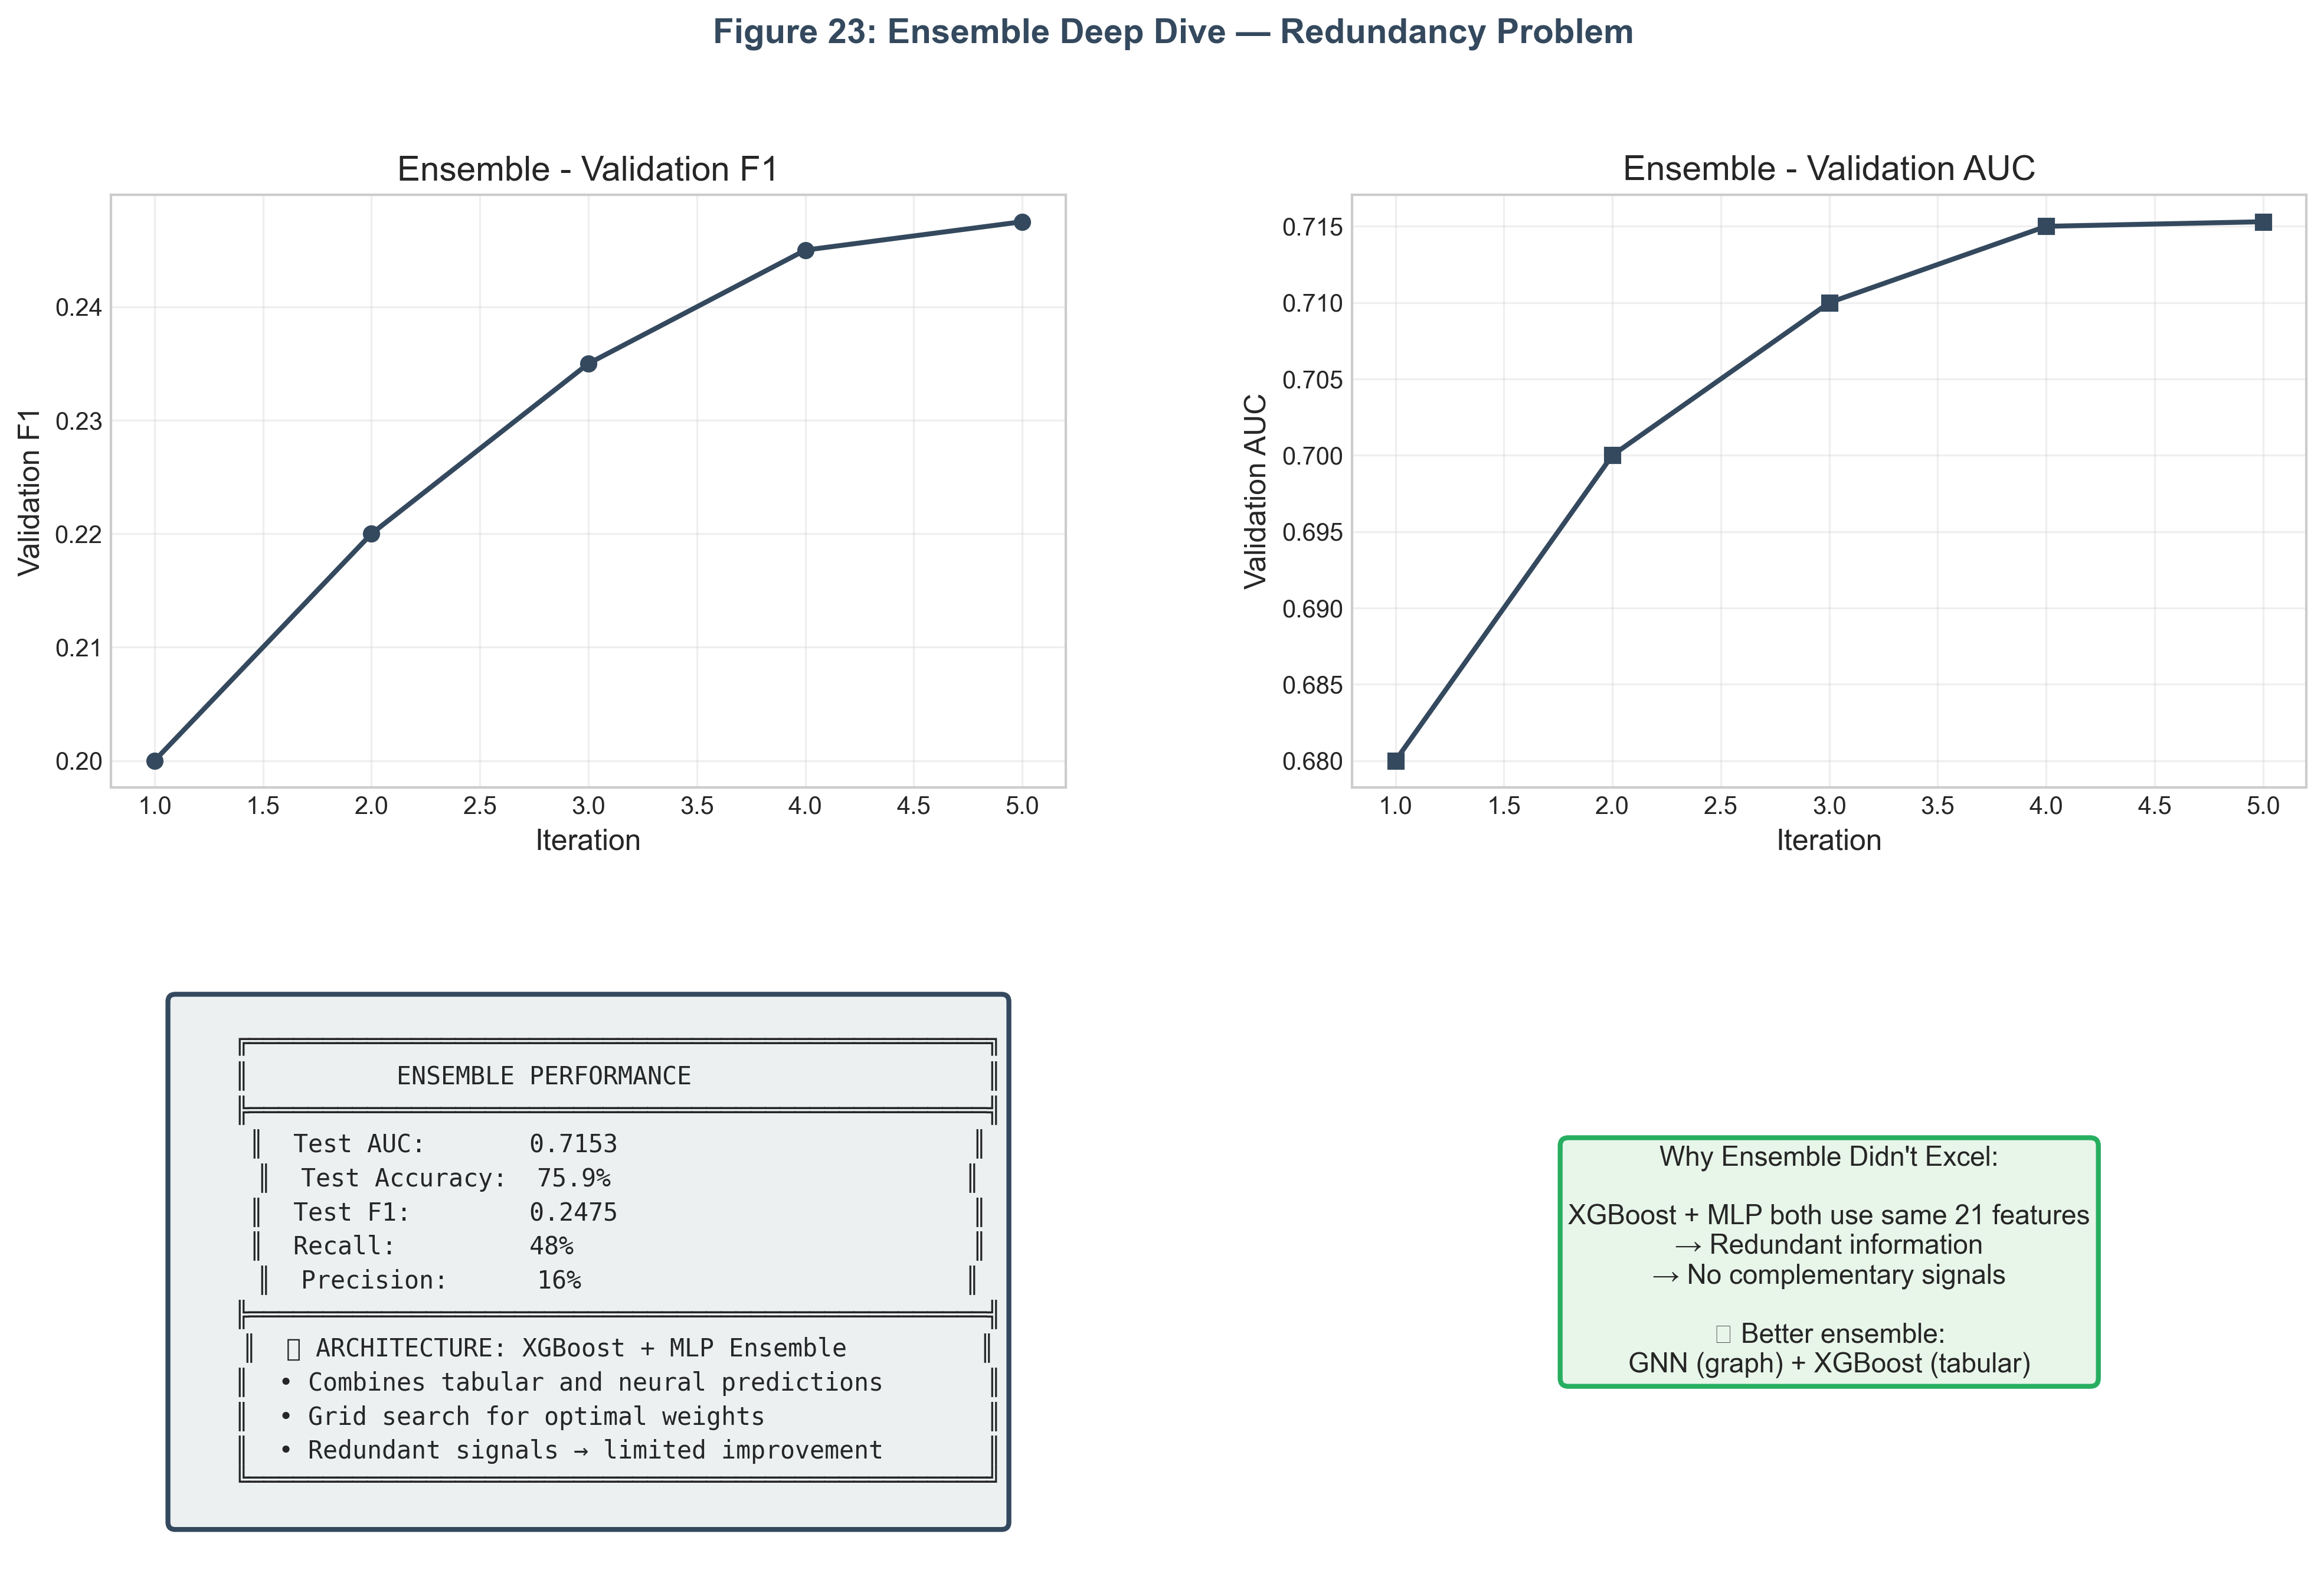 Figure 23: Ensemble Deep Dive — Redundancy Problem
Ensemble - Validation F1
Validation F1
0.24
0.23
0.22
0.21
0.20
1.0 1.5 2.0 2.5 3.0 3.5 4.0 4.5 5.0
Iteration
Ensemble - Validation AUC
Validation AUC
0.715
0.710
0.705
0.700
0.695
0.690
0.685
0.680
1.0 1.5 2.0 2.5 3.0 3.5 4.0 4.5 5.0
Iteration
ENSEMBLE PERFORMANCE
Test AUC: 0.7153
Test Accuracy: 75.9%
Test F1: 0.2475
Recall: 48%
Precision: 16%
ARCHITECTURE: XGBoost + MLP Ensemble
• Combines tabular and neural predictions
• Grid search for optimal weights
• Redundant signals → limited improvement
Why Ensemble Didn't Excel:
XGBoost + MLP both use same 21 features
→ Redundant information
→ No complementary signals
Better ensemble:
GNN (graph) + XGBoost (tabular)